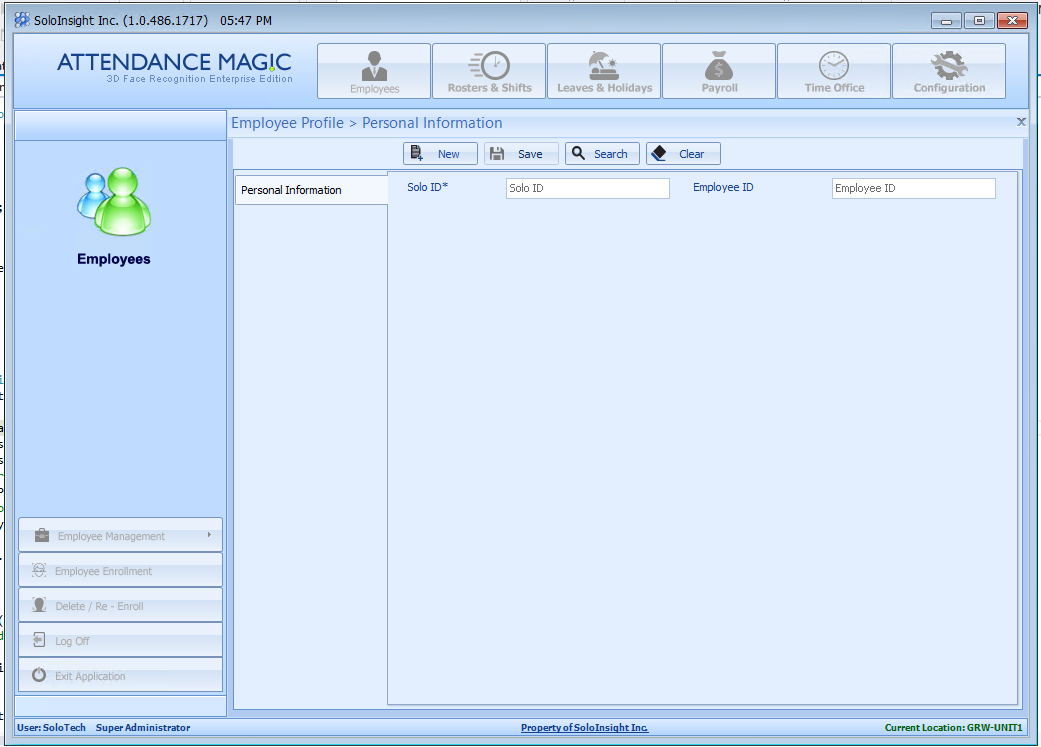 SoloInsight Inc. (1.0.486.1717) 05:47 PM
ATTENDANCE MAGIC
3D Face Recognition Enterprise Edition
Employees
Rosters & Shifts
Leaves & Holidays
Payroll
Time Office
Configuration
Employee Profile > Personal Information
New
Save
Search
Clear
Personal Information
Solo ID*
Solo ID
Employee ID
Employee ID
Employees
Employee Management
Employee Enrollment
Delete / Re - Enroll
Log Off
Exit Application
User: SoloTech Super Administrator
Property of SoloInsight Inc.
Current Location: GRW-UNIT1